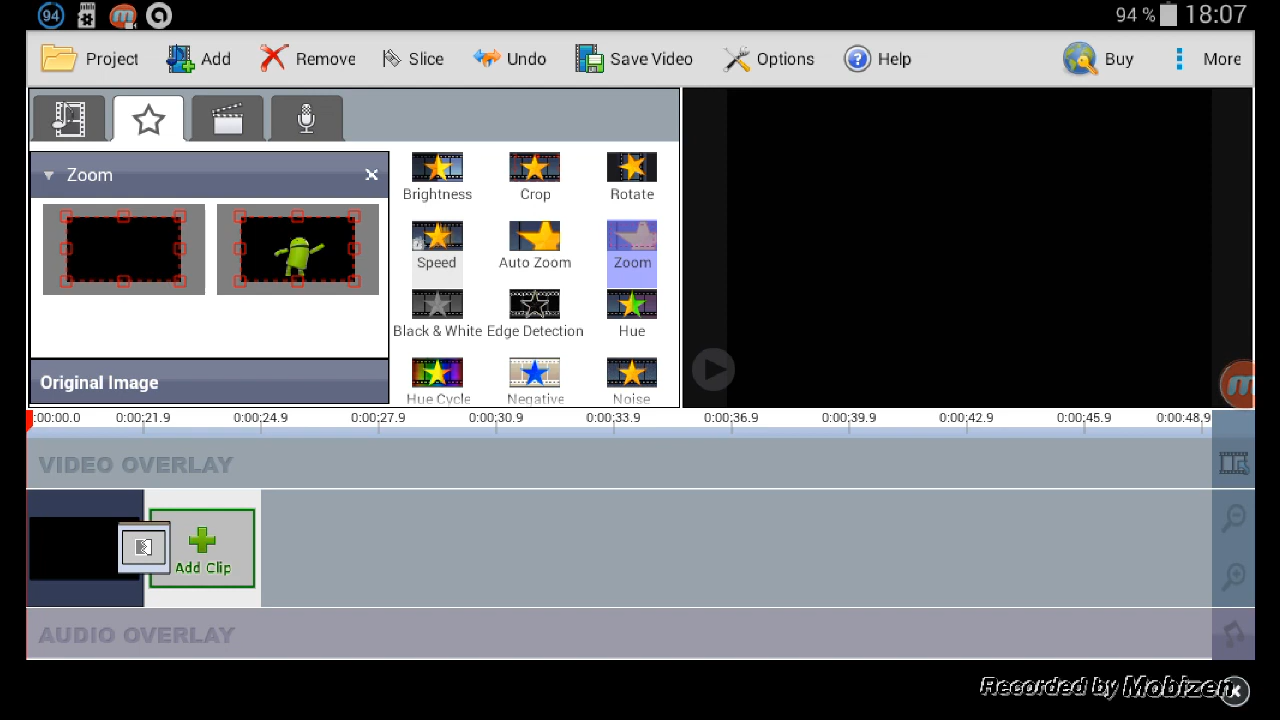 94 94 % 18:07
Project Add Remove Slice Undo Save Video Options Help Buy More
Zoom
Brightness Crop Rotate
Speed Auto Zoom Zoom
Black & White Edge Detection Hue
Hue Cycle Negative Noise
Original Image
:00:00.0 0:00:21.9 0:00:24.9 0:00:27.9 0:00:30.9 0:00:33.9 0:00:36.9 0:00:39.9 0:00:42.9 0:00:45.9 0:00:48.9
VIDEO OVERLAY
Add Clip
AUDIO OVERLAY
Recorded by Mobizen